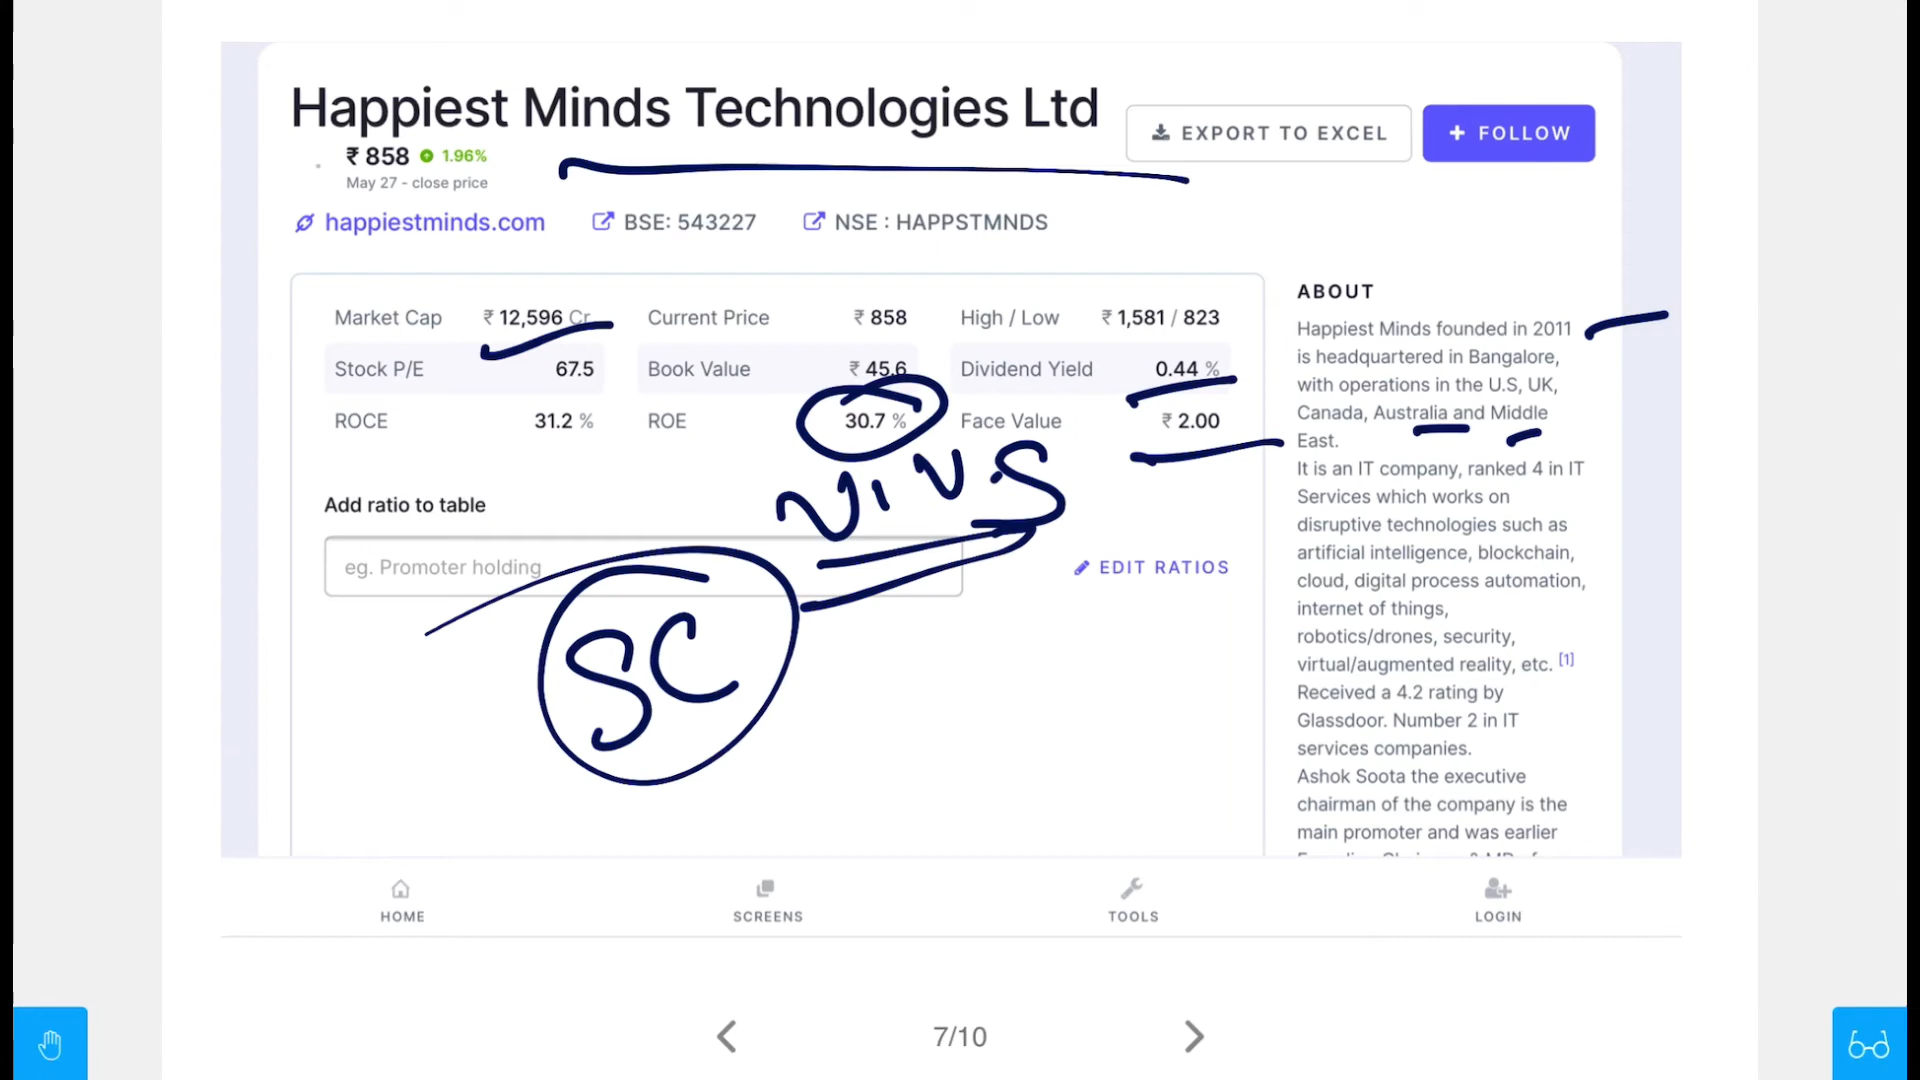 Happiest Minds Technologies Ltd
EXPORT TO EXCEL
+ FOLLOW
₹ 858 1.96%
May 27 - close price
happiestminds.com
BSE: 543227
NSE : HAPPSTMNDS
Market Cap ₹ 12,596 Cr.
Current Price ₹ 858
High / Low ₹ 1,581 / 823
Stock P/E 67.5
Book Value ₹ 45.6
Dividend Yield 0.44 %
ROCE 31.2 %
ROE 30.7 %
Face Value ₹ 2.00
Add ratio to table
eg. Promoter holding
EDIT RATIOS
SC
ABOUT
Happiest Minds founded in 2011
is headquartered in Bangalore,
with operations in the U.S, UK,
Canada, Australia and Middle
East.
It is an IT company, ranked 4 in IT
Services which works on
disruptive technologies such as
artificial intelligence, blockchain,
cloud, digital process automation,
internet of things,
robotics/drones, security,
virtual/augmented reality, etc. [1]
Received a 4.2 rating by
Glassdoor. Number 2 in IT
services companies.
Ashok Soota the executive
chairman of the company is the
main promoter and was earlier
HOME
SCREENS
TOOLS
LOGIN
7/10